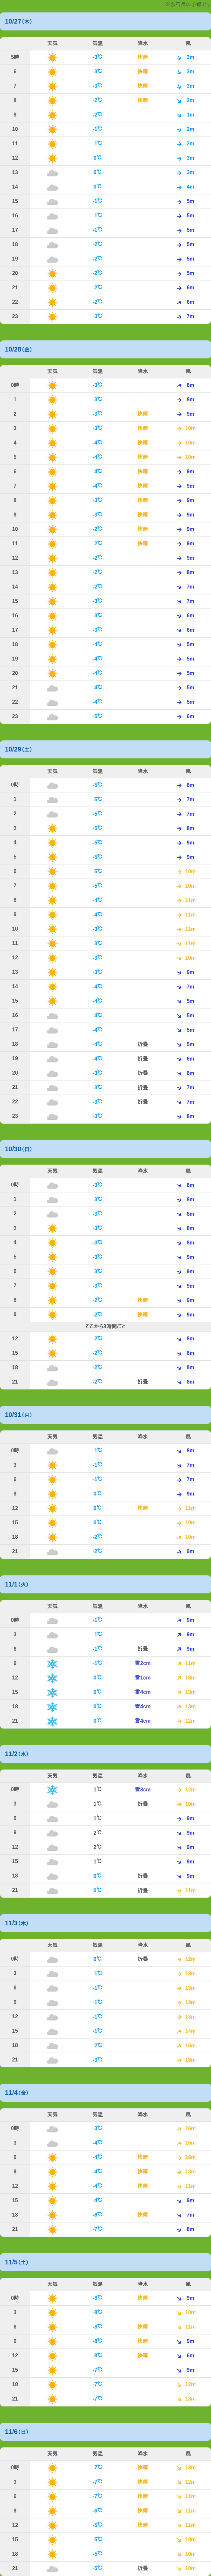 10/27(木)
天気 気温 降水 風
5時 -3℃ 快晴 3m
6 -3℃ 快晴 3m
7 -3℃ 快晴 3m
8 -2℃ 快晴 2m
9 -2℃ 1m
10 -1℃ 2m
11 -1℃ 2m
12 0℃ 3m
13 0℃ 3m
14 0℃ 4m
15 -1℃ 5m
16 -1℃ 5m
17 -1℃ 5m
18 -2℃ 5m
19 -2℃ 5m
20 -2℃ 5m
21 -2℃ 6m
22 -2℃ 6m
23 -3℃ 7m
10/28(金)
天気 気温 降水 風
0時 -3℃ 8m
1 -3℃ 8m
2 -3℃ 快晴 9m
3 -3℃ 快晴 10m
4 -4℃ 快晴 10m
5 -4℃ 快晴 10m
6 -4℃ 快晴 9m
7 -4℃ 快晴 9m
8 -3℃ 快晴 9m
9 -3℃ 快晴 9m
10 -2℃ 快晴 9m
11 -2℃ 快晴 9m
12 -2℃ 9m
13 -2℃ 8m
14 -2℃ 7m
15 -3℃ 7m
16 -3℃ 6m
17 -3℃ 6m
18 -4℃ 5m
19 -4℃ 5m
20 -4℃ 5m
21 -4℃ 5m
22 -4℃ 5m
23 -5℃ 6m
10/29(土)
天気 気温 降水 風
0時 -5℃ 6m
1 -5℃ 7m
2 -5℃ 7m
3 -5℃ 8m
4 -5℃ 9m
5 -5℃ 9m
6 -5℃ 10m
7 -5℃ 10m
8 -4℃ 11m
9 -4℃ 11m
10 -3℃ 11m
11 -3℃ 11m
12 -3℃ 10m
13 -3℃ 9m
14 -4℃ 7m
15 -4℃ 5m
16 -4℃ 5m
17 -4℃ 5m
18 -4℃ 折曇 5m
19 -4℃ 折曇 6m
20 -3℃ 折曇 6m
21 -3℃ 折曇 7m
22 -3℃ 折曇 7m
23 -3℃ 8m
10/30(日)
天気 気温 降水 風
0時 -3℃ 8m
1 -3℃ 8m
2 -3℃ 8m
3 -3℃ 8m
4 -3℃ 8m
5 -3℃ 9m
6 -3℃ 9m
7 -3℃ 9m
8 -2℃ 快晴 9m
9 -2℃ 快晴 9m
ここから3時間ごと
12 -2℃ 8m
15 -2℃ 8m
18 -2℃ 8m
21 -2℃ 折曇 8m
10/31(月)
天気 気温 降水 風
0時 -1℃ 8m
3 -1℃ 7m
6 -1℃ 7m
9 0℃ 9m
12 0℃ 快晴 11m
15 0℃ 10m
18 -2℃ 10m
21 -2℃ 9m
11/1(火)
天気 気温 降水 風
0時 -1℃ 9m
3 -1℃ 9m
6 -1℃ 折曇 9m
9 -1℃ 雪2cm 11m
12 0℃ 雪1cm 13m
15 0℃ 雪4cm 13m
18 0℃ 雪4cm 13m
21 0℃ 雪4cm 12m
11/2(水)
天気 気温 降水 風
0時 1℃ 雪3cm 12m
3 1℃ 折曇 10m
6 1℃ 9m
9 2℃ 9m
12 2℃ 9m
15 1℃ 9m
18 0℃ 折曇 9m
21 0℃ 折曇 11m
11/3(木)
天気 気温 降水 風
0時 0℃ 折曇 12m
3 -1℃ 13m
6 -1℃ 13m
9 -1℃ 13m
12 -1℃ 13m
15 -1℃ 14m
18 -2℃ 16m
21 -3℃ 16m
11/4(金)
天気 気温 降水 風
0時 -3℃ 16m
3 -4℃ 15m
6 -4℃ 快晴 16m
9 -4℃ 快晴 13m
12 -4℃ 快晴 11m
15 -4℃ 9m
18 -6℃ 快晴 7m
21 -7℃ 8m
11/5(土)
天気 気温 降水 風
0時 -8℃ 快晴 9m
3 -8℃ 10m
6 -8℃ 快晴 11m
9 -8℃ 快晴 9m
12 -8℃ 快晴 6m
15 -7℃ 9m
18 -7℃ 12m
21 -7℃ 13m
11/6(日)
天気 気温 降水 風
0時 -7℃ 快晴 13m
3 -7℃ 快晴 12m
6 -7℃ 快晴 11m
9 -6℃ 快晴 11m
12 -5℃ 快晴 11m
15 -5℃ 10m
18 -5℃ 10m
21 -5℃ 折曇 10m